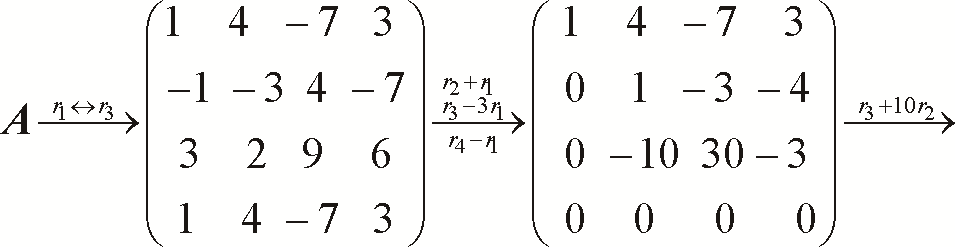 1 4 −7 3 1 4 −7 3
−1 −3 4 −7 r₂+r₁ 0 1 −3 −4
A r₁↔r₃ r₃−3r₁ r₃+10r₂
3 2 9 6 r₄−r₁ 0 −10 30 −3
1 4 −7 3 0 0 0 0